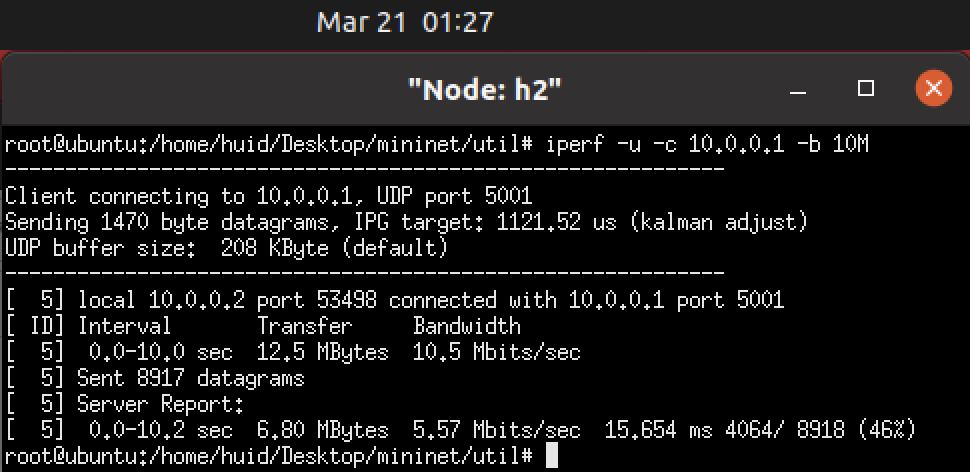 Mar 21  01:27
"Node: h2"
root@ubuntu:/home/huid/Desktop/mininet/util# iperf -u -c 10.0.0.1 -b 10M
------------------------------------------------------------
Client connecting to 10.0.0.1, UDP port 5001
Sending 1470 byte datagrams, IPG target: 1121.52 us (kalman adjust)
UDP buffer size:  208 KByte (default)
------------------------------------------------------------
[  5] local 10.0.0.2 port 53498 connected with 10.0.0.1 port 5001
[ ID] Interval       Transfer     Bandwidth
[  5]  0.0-10.0 sec  12.5 MBytes  10.5 Mbits/sec
[  5] Sent 8917 datagrams
[  5] Server Report:
[  5]  0.0-10.2 sec  6.80 MBytes  5.57 Mbits/sec  15.654 ms 4064/ 8918 (46%)
root@ubuntu:/home/huid/Desktop/mininet/util#